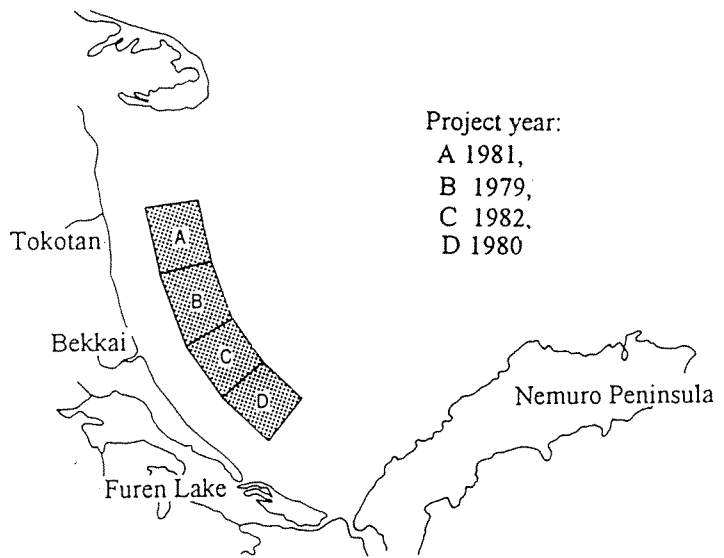 Project year:
A 1981,
B 1979,
C 1982,
D 1980
Tokotan
A
B
Bekkai
C
D
Nemuro Peninsula
Furen Lake